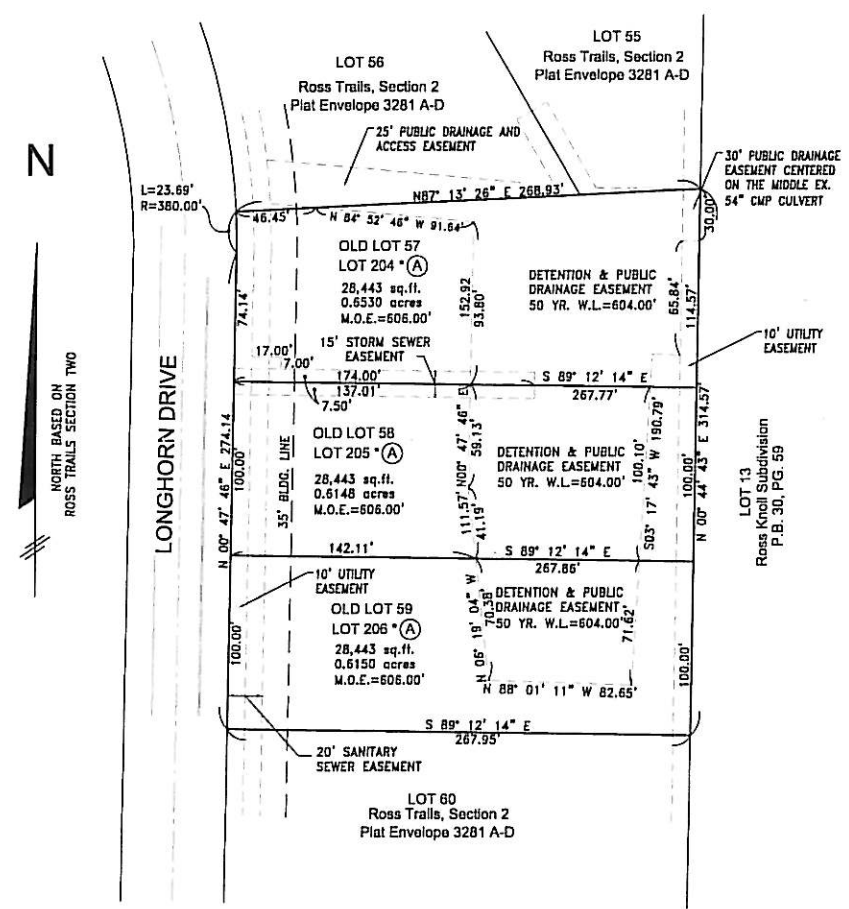 LOT 56
Ross Trails, Section 2
Plat Envelope 3281 A-D
LOT 55
Ross Trails, Section 2
Plat Envelope 3281 A-D
N
25' PUBLIC DRAINAGE AND
ACCESS EASEMENT
30' PUBLIC DRAINAGE
EASEMENT CENTERED
ON THE MIDDLE EX.
54" CMP CULVERT
L=23.69'
R=380.00'
N87° 13' 26" E 268.93'
30.00'
46.45'
N 84° 52' 46" W 91.64'
OLD LOT 57
LOT 204 * (A)
28,443 sq.ft.
0.6530 acres
M.O.E.=606.00'
74.14'
152.92
93.80'
DETENTION & PUBLIC
DRAINAGE EASEMENT
50 YR. W.L.=604.00'
65.84'
114.57'
10' UTILITY
EASEMENT
15' STORM SEWER
EASEMENT
17.00'
7.00'
174.00'
137.01'
7.50'
S 89° 12' 14" E
267.77'
NORTH BASED ON
ROSS TRAILS SECTION TWO
LONGHORN DRIVE
N 00° 47' 46" E 274.14
100.00'
35' BLDG. LINE
OLD LOT 58
LOT 205 * (A)
28,443 sq.ft.
0.6148 acres
M.O.E.=606.00'
111.57' N00° 47' 46" E
59.13'
41.19'
DETENTION & PUBLIC
DRAINAGE EASEMENT
50 YR. W.L.=604.00'
100.10'
S03° 17' 43" W 190.79'
100.00'
N 00° 44' 43" E 314.57
LOT 13
Ross Knoll Subdivision
P.B. 30, PG. 59
142.11'
S 89° 12' 14" E
267.86'
10' UTILITY
EASEMENT
OLD LOT 59
LOT 206 * (A)
28,443 sq.ft.
0.6150 acres
M.O.E.=606.00'
100.00'
N 06° 19' 04" W
70.38'
DETENTION & PUBLIC
DRAINAGE EASEMENT
50 YR. W.L.=604.00'
71.62'
100.00'
N 88° 01' 11" W 82.65'
S 89° 12' 14" E
267.95'
20' SANITARY
SEWER EASEMENT
LOT 60
Ross Trails, Section 2
Plat Envelope 3281 A-D